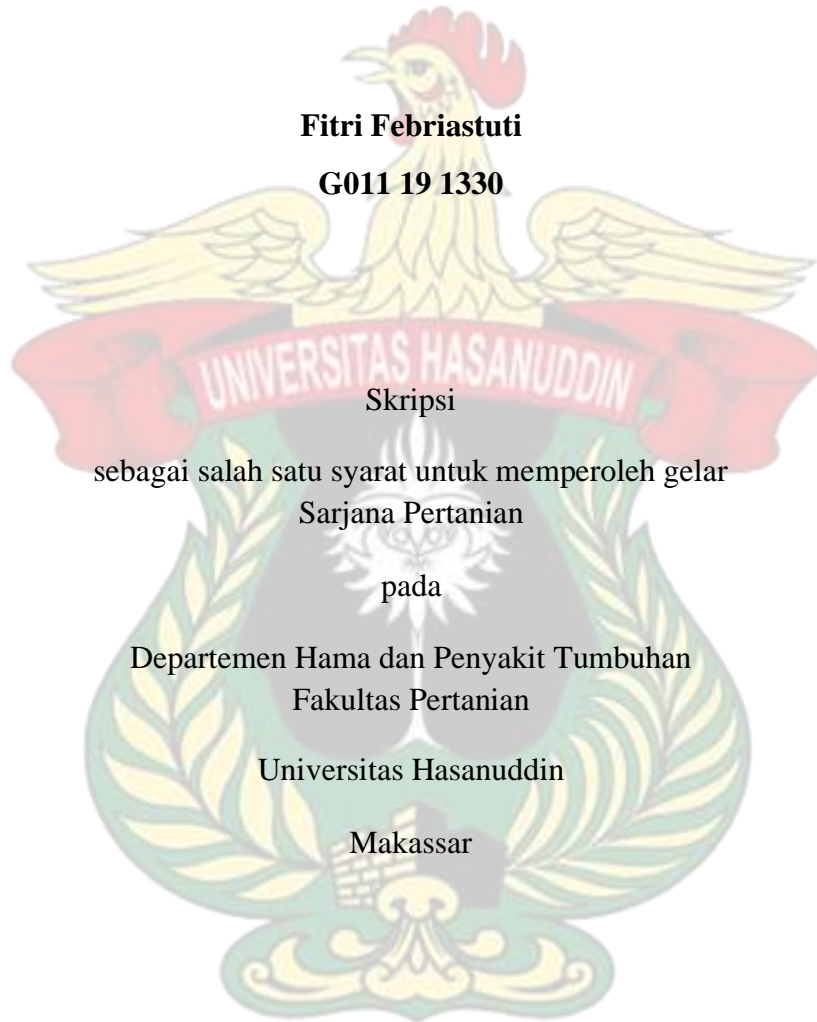 Fitri Febriastuti
G011 19 1330
UNIVERSITAS HASANUDDIN
Skripsi
sebagai salah satu syarat untuk memperoleh gelar
Sarjana Pertanian
pada
Departemen Hama dan Penyakit Tumbuhan
Fakultas Pertanian
Universitas Hasanuddin
Makassar